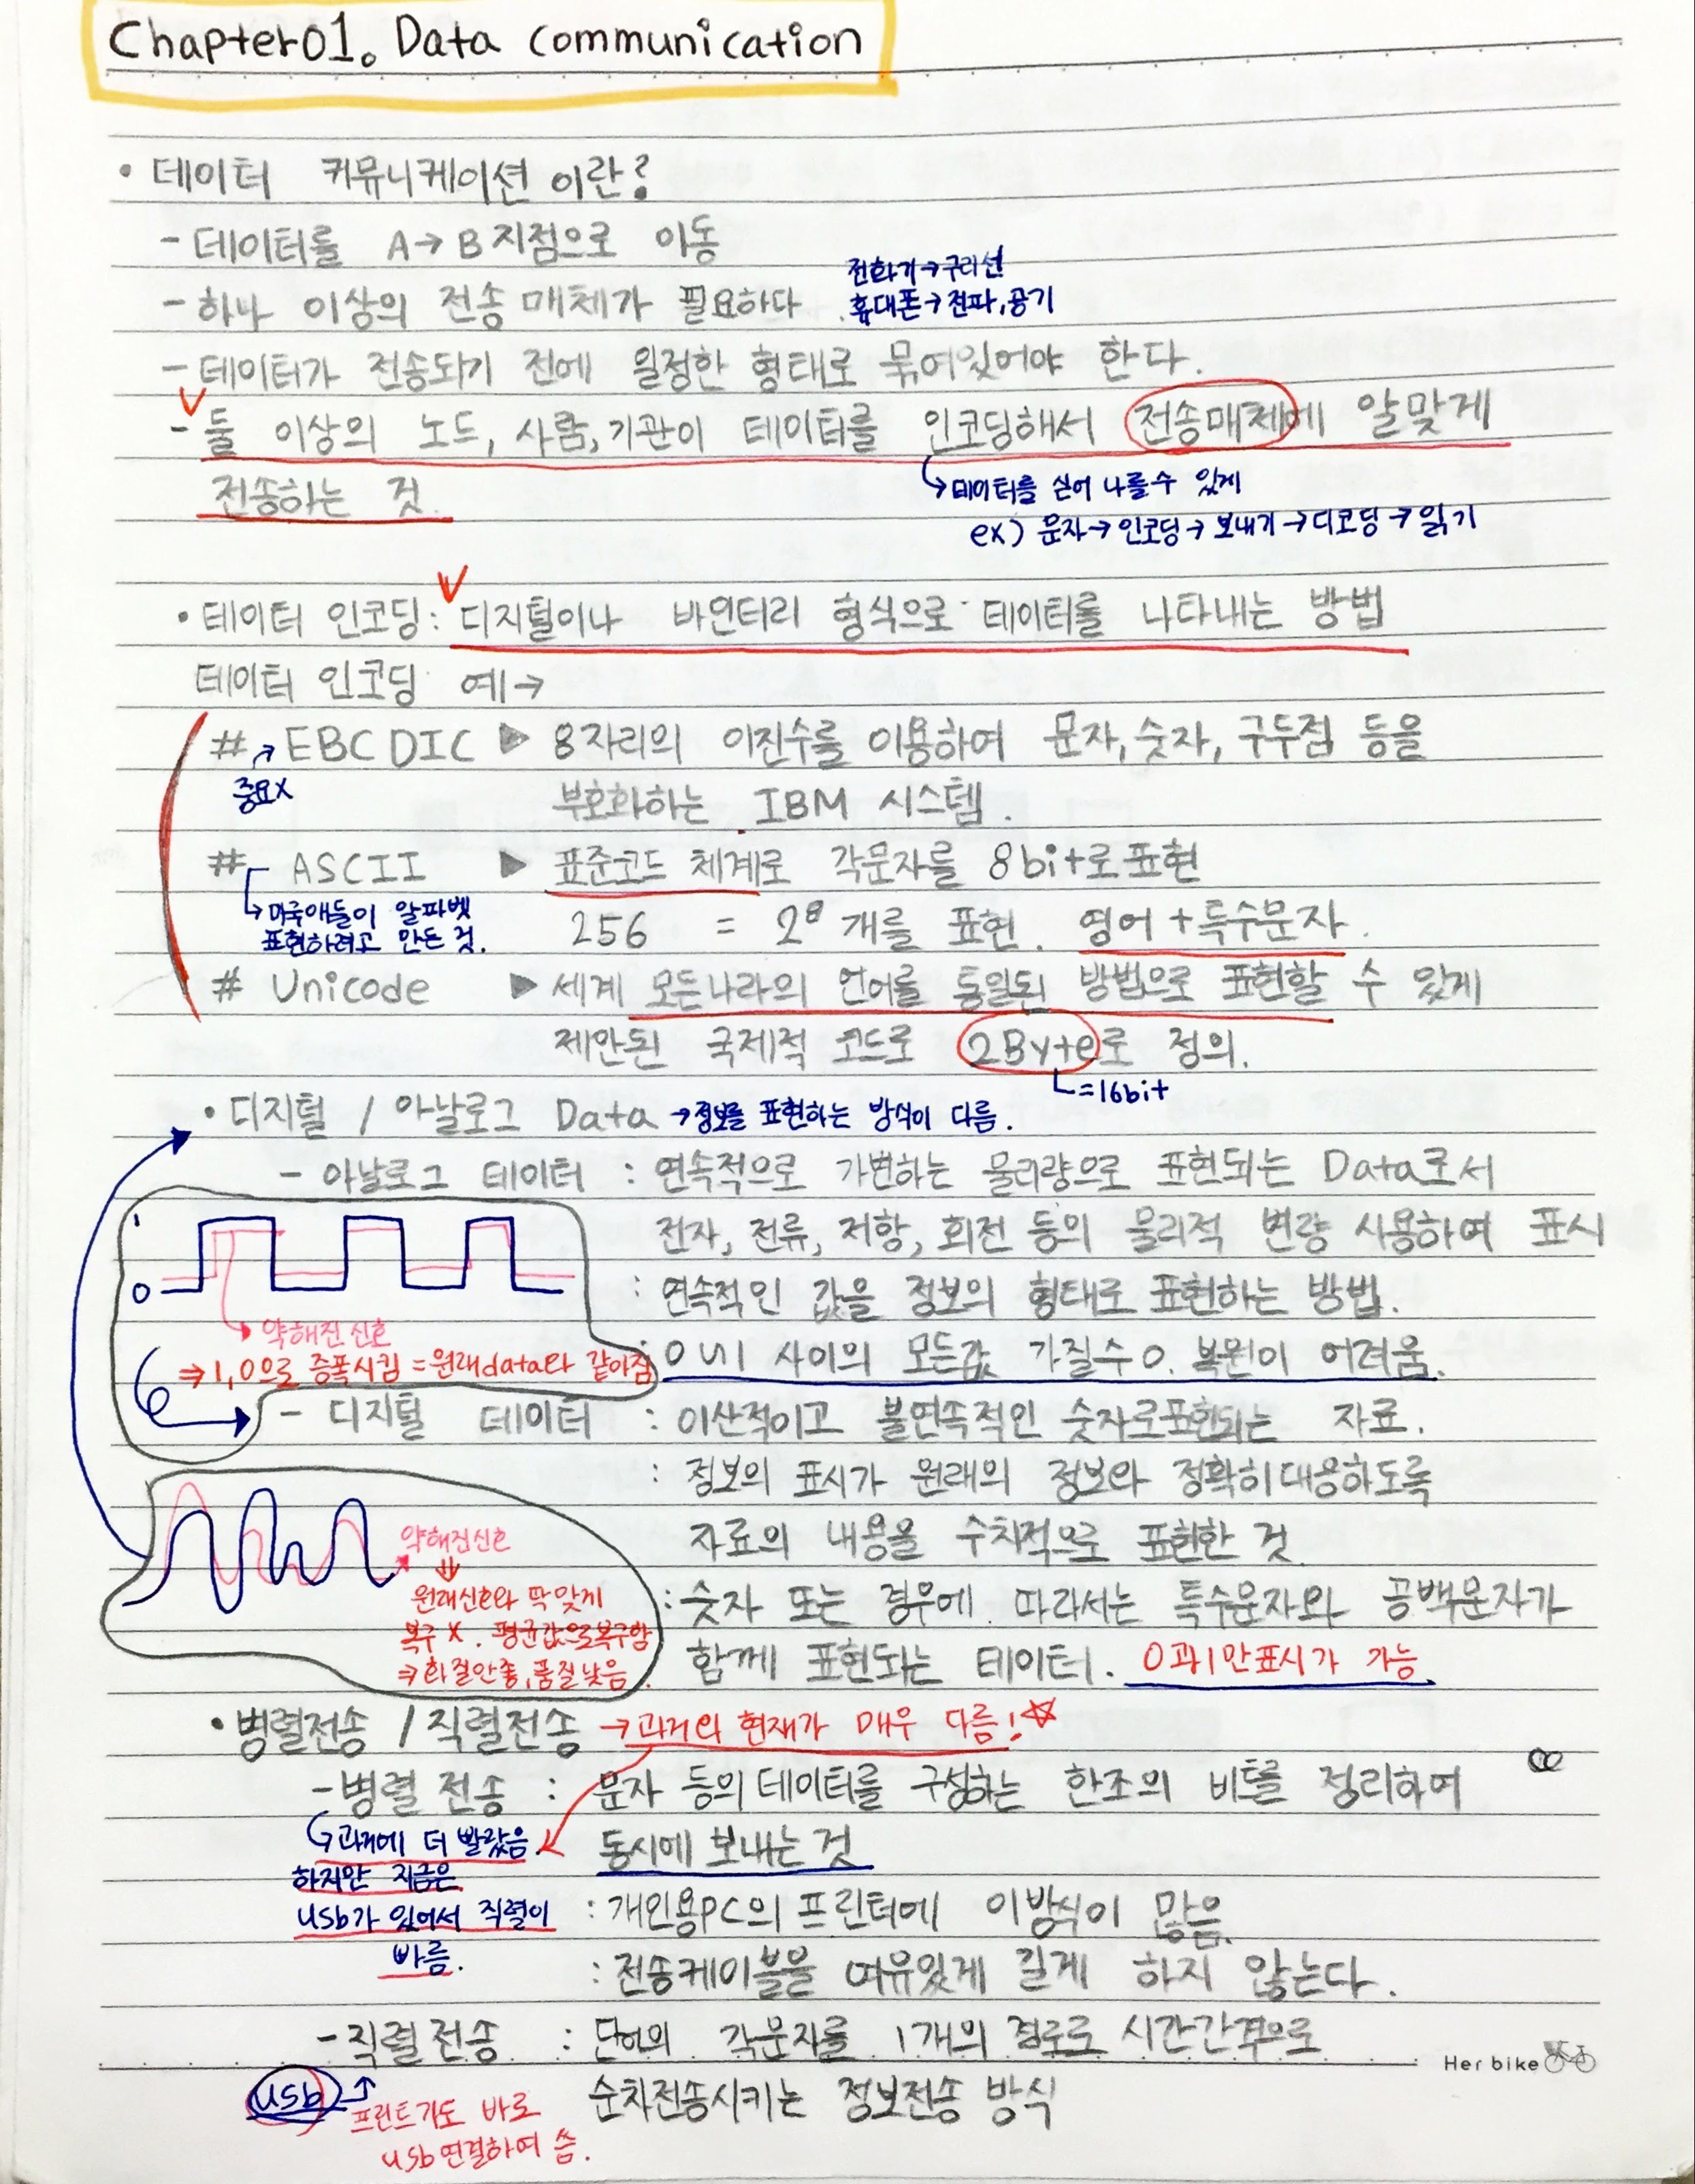 Chapter01. Data communication
• 데이터 커뮤니케이션 이란?
- 데이터를 A→B지점으로 이동
- 하나 이상의 전송 매체가 필요하다.
전화기→구리선
휴대폰→전파,공기
- 데이터가 전송되기 전에 일정한 형태로 묶여있어야 한다.
- 둘 이상의 노드, 사람, 기관이 데이터를 인코딩해서 전송매체에 알맞게
전송하는 것.
↳데이터를 실어 나를수 있게
ex) 문자→인코딩→보내기→디코딩→읽기
• 데이터 인코딩: 디지털이나 바인터리 형식으로 데이터를 나타내는 방법
데이터 인코딩 예→
# EBCDIC ▶ 8자리의 이진수를 이용하여 문자, 숫자, 구두점 등을
중요x
부호화하는 IBM 시스템.
# ASCII ▶ 표준코드 체계로 각문자를 8bit로 표현
↳미국애들이 알파벳
표현하려고 만든 것.
256 = 2⁸ 개를 표현. 영어+특수문자.
# Unicode ▶ 세계 모든나라의 언어를 통일된 방법으로 표현할 수 있게
제안된 국제적 코드로 2Byte로 정의.
=16bit
• 디지털 / 아날로그 Data →정보를 표현하는 방식이 다름.
- 아날로그 데이터 : 연속적으로 가변하는 물리량으로 표현되는 Data로서
전자, 전류, 저항, 회전 등의 물리적 변량 사용하여 표시
: 연속적인 값을 정보의 형태로 표현하는 방법.
: 0 1 사이의 모든값 가질수 0. 복원이 어려움.
1
0
약해진 신호
⇒1,0으로 증폭시킴 =원래data와 같아짐
- 디지털 데이터 : 이산적이고 불연속적인 숫자로표현되는 자료.
: 정보의 표시가 원래의 정보와 정확히대응하도록
자료의 내용을 수치적으로 표현한 것.
: 숫자 또는 경우에 따라서는 특수문자와 공백문자가
함께 표현되는 데이터. 0과1만표시가 가능.
약해진신호
원래신호와 딱 맞게
복구 X. 평균값으로복구함
⇒화질안좋,품질낮음.
• 병렬전송 / 직렬전송 →과거와 현재가 매우 다름!☆
- 병렬 전송 : 문자 등의데이터를 구성하는 한조의 비트를 정리하여
동시에 보내는 것
↳과거에 더 빨랐음.
하지만 지금은
usb가 있어서 직렬이
빠름.
: 개인용PC의 프린터에 이방식이 많음.
: 전송케이블을 여유있게 길게 하지 않는다.
- 직렬전송 : 단어의 각문자를 1개의 경로로 시간간격으로
순차전송시키는 정보전송 방식
usb
프린트기도 바로
usb연결하여 씀.
Her bike